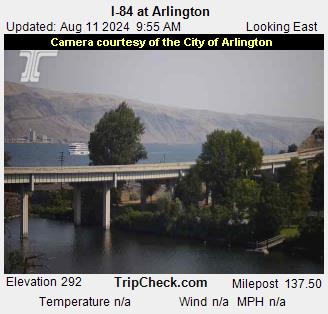 I-84 at Arlington
Updated: Aug 11 2024 9:55 AM Looking East
Camera courtesy of the City of Arlington
Elevation 292 TripCheck.com Milepost 137.50
Temperature n/a Wind n/a MPH n/a